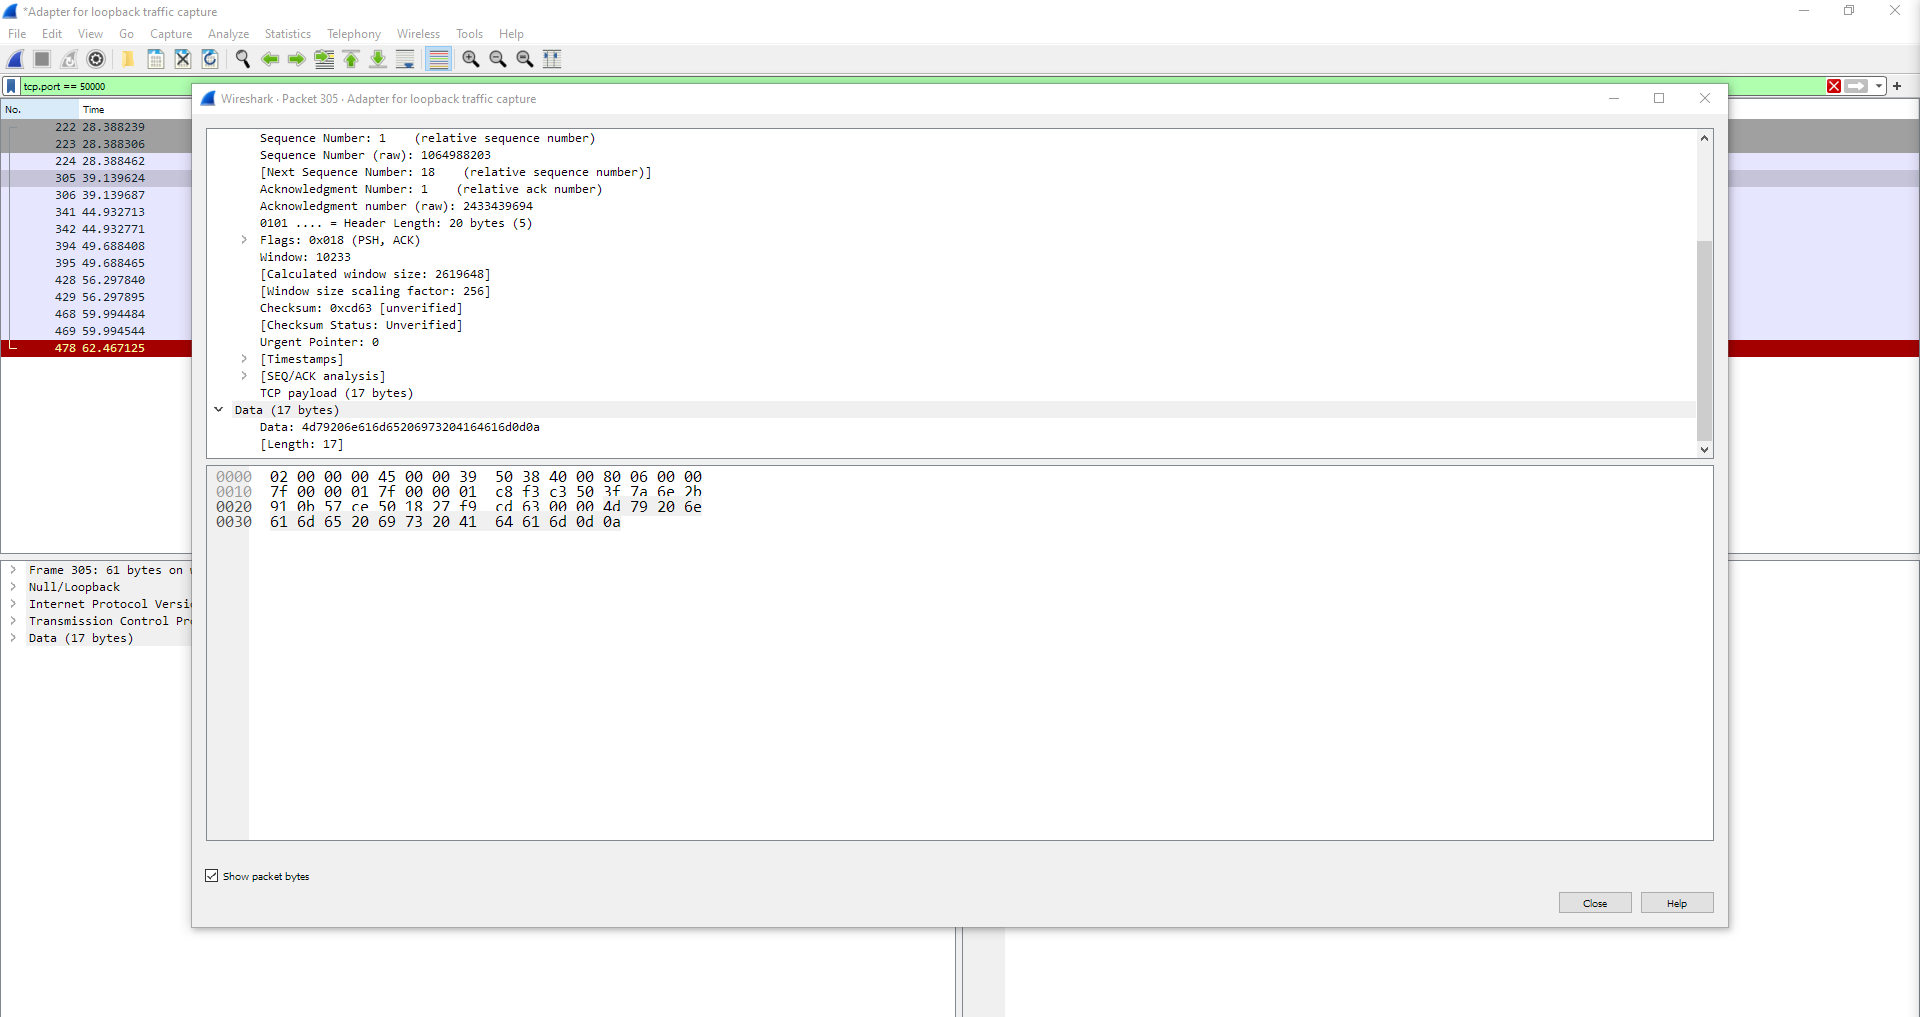 *Adapter for loopback traffic capture
File Edit View Go Capture Analyze Statistics Telephony Wireless Tools Help
tcp.port == 50000
No. Time
222 28.388239
223 28.388306
224 28.388462
305 39.139624
306 39.139687
341 44.932713
342 44.932771
394 49.688408
395 49.688465
428 56.297840
429 56.297895
468 59.994484
469 59.994544
478 62.467125
Frame 305: 61 bytes on
Null/Loopback
Internet Protocol Versi
Transmission Control Pr
Data (17 bytes)
Wireshark · Packet 305 · Adapter for loopback traffic capture
Sequence Number: 1 (relative sequence number)
Sequence Number (raw): 1064988203
[Next Sequence Number: 18 (relative sequence number)]
Acknowledgment Number: 1 (relative ack number)
Acknowledgment number (raw): 2433439694
0101 .... = Header Length: 20 bytes (5)
Flags: 0x018 (PSH, ACK)
Window: 10233
[Calculated window size: 2619648]
[Window size scaling factor: 256]
Checksum: 0xcd63 [unverified]
[Checksum Status: Unverified]
Urgent Pointer: 0
[Timestamps]
[SEQ/ACK analysis]
TCP payload (17 bytes)
Data (17 bytes)
Data: 4d79206e616d65206973204164616d0d0a
[Length: 17]
0000 02 00 00 00 45 00 00 39 50 38 40 00 80 06 00 00
0010 7f 00 00 01 7f 00 00 01 c8 f3 c3 50 3f 7a 6e 2b
0020 91 0b 57 ce 50 18 27 f9 cd 63 00 00 4d 79 20 6e
0030 61 6d 65 20 69 73 20 41 64 61 6d 0d 0a
Show packet bytes
Close Help